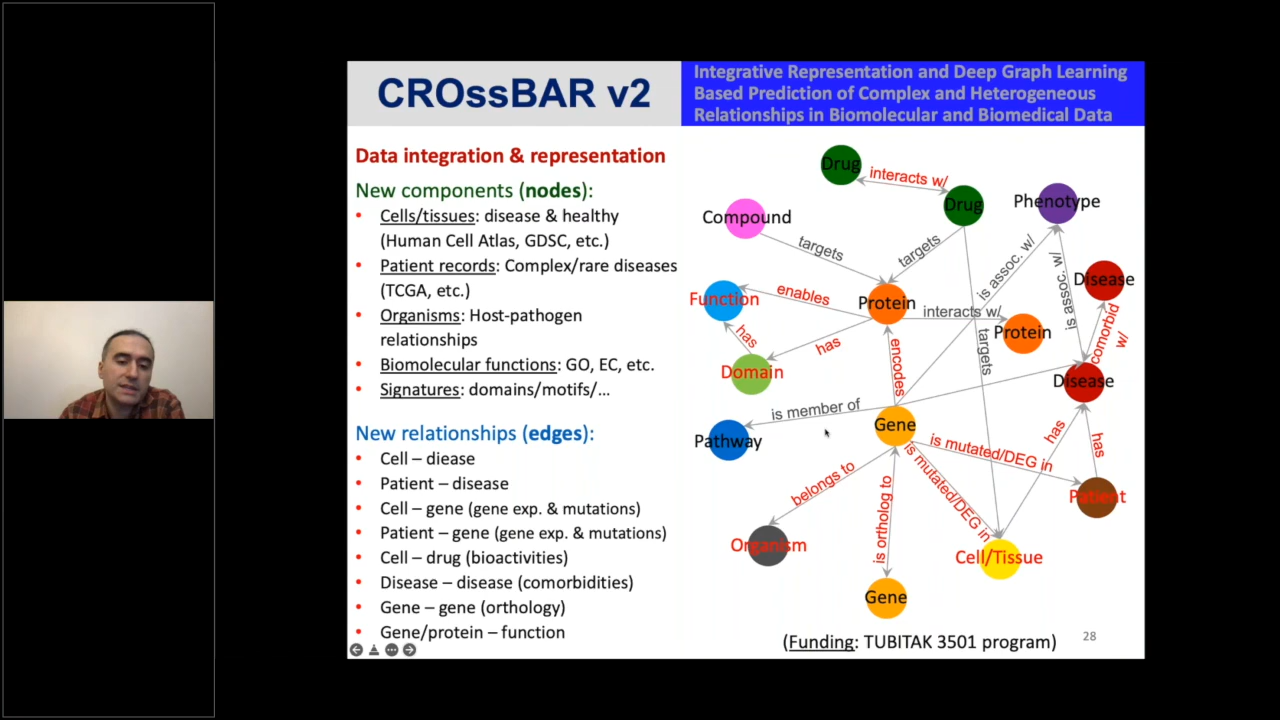 CROssBAR v2
Integrative Representation and Deep Graph Learning
Based Prediction of Complex and Heterogeneous
Relationships in Biomolecular and Biomedical Data
Data integration & representation
New components (nodes):
• Cells/tissues: disease & healthy
(Human Cell Atlas, GDSC, etc.)
• Patient records: Complex/rare diseases
(TCGA, etc.)
• Organisms: Host-pathogen
relationships
• Biomolecular functions: GO, EC, etc.
• Signatures: domains/motifs/...
New relationships (edges):
• Cell – diease
• Patient – disease
• Cell – gene (gene exp. & mutations)
• Patient – gene (gene exp. & mutations)
• Cell – drug (bioactivities)
• Disease – disease (comorbidities)
• Gene – gene (orthology)
• Gene/protein – function
Drug
interacts w/
Drug
Phenotype
Compound
targets
targets
is assoc. w/
is assoc. w.
Disease
Function
enables
Protein
interacts w/
Protein
comorbid
w/
has
has
targets
Domain
encodes
Disease
is member of
Pathway
Gene
is mutated/DEG in
has
has
belongs to
is ortholog to
is mutated/DEG in
Patient
Organism
Cell/Tissue
Gene
(Funding: TUBITAK 3501 program)
28